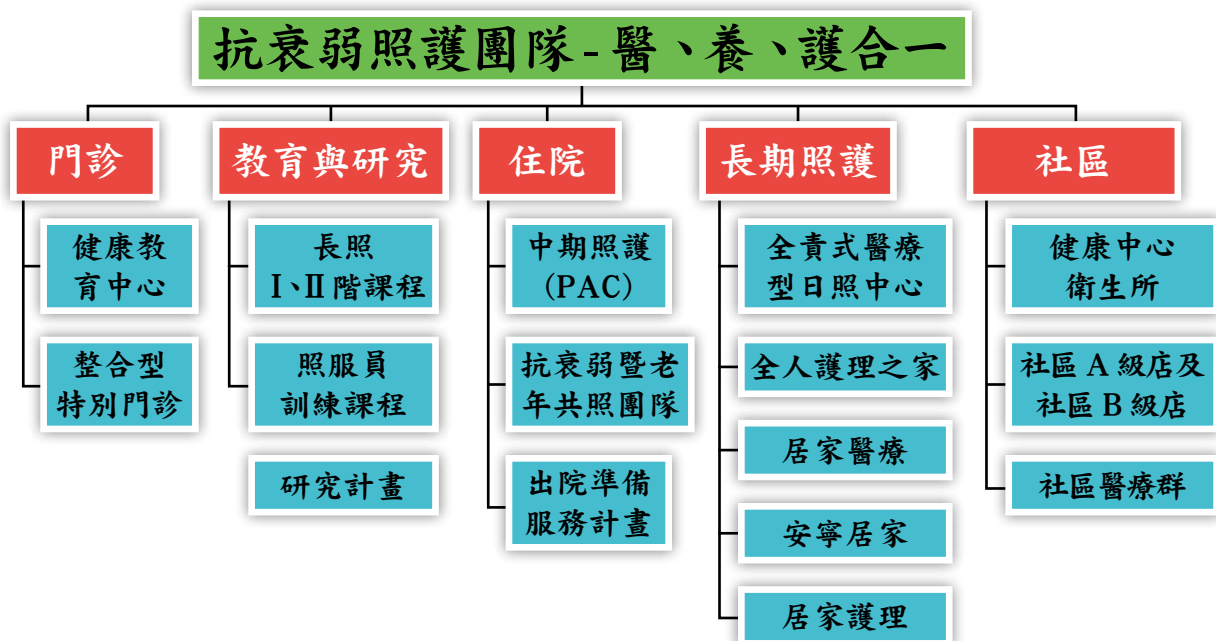 抗衰弱照護團隊-醫、養、護合一
門診
健康教
育中心
整合型
特別門診
教育與研究
長照
I、II階課程
照服員
訓練課程
研究計畫
住院
中期照護
(PAC)
抗衰弱暨老
年共照團隊
出院準備
服務計畫
長期照護
全責式醫療
型日照中心
全人護理之家
居家醫療
安寧居家
居家護理
社區
健康中心
衛生所
社區 A 級店及
社區 B 級店
社區醫療群